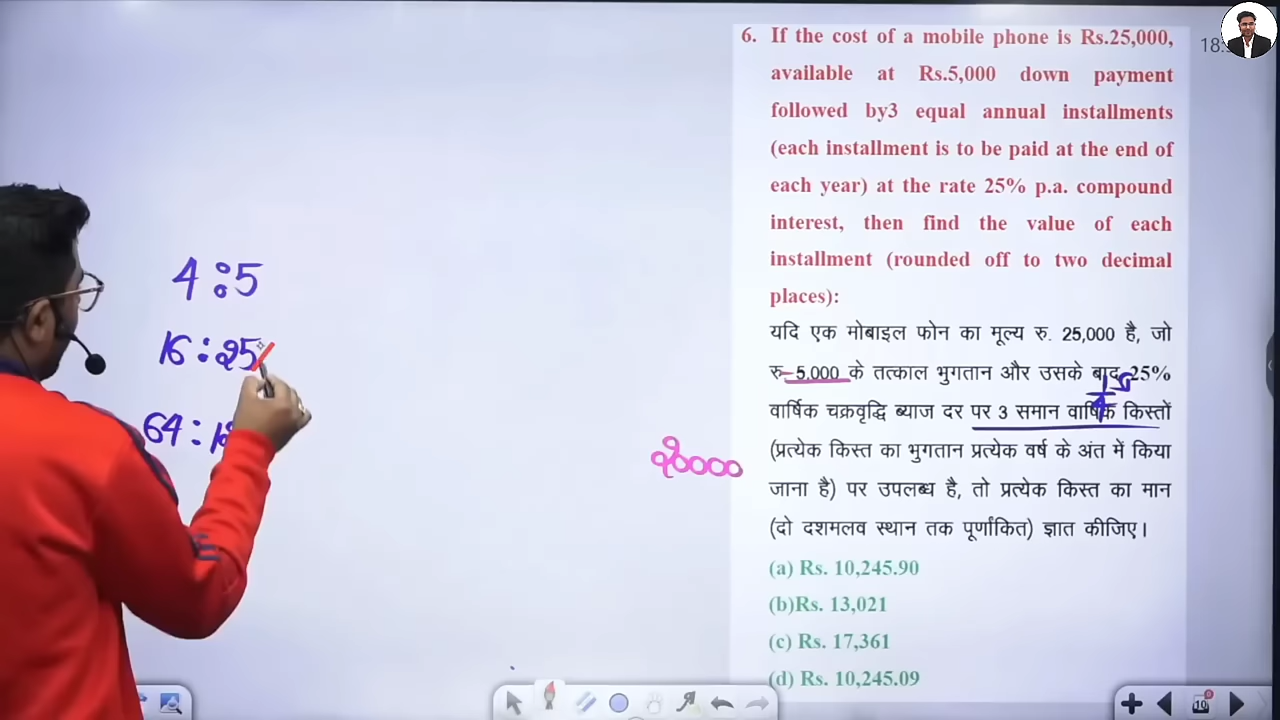 6. If the cost of a mobile phone is Rs.25,000,
available at Rs.5,000 down payment
followed by3 equal annual installments
(each installment is to be paid at the end of
each year) at the rate 25% p.a. compound
interest, then find the value of each
installment (rounded off to two decimal
places):
यदि एक मोबाइल फोन का मूल्य रु. 25,000 है, जो
रु 5,000 के तत्काल भुगतान और उसके बाद 25%
वार्षिक चक्रवृद्धि ब्याज दर पर 3 समान वार्षिक किस्तों
(प्रत्येक किस्त का भुगतान प्रत्येक वर्ष के अंत में किया
जाना है) पर उपलब्ध है, तो प्रत्येक किस्त का मान
(दो दशमलव स्थान तक पूर्णांकित) ज्ञात कीजिए।
(a) Rs. 10,245.90
(b)Rs. 13,021
(c) Rs. 17,361
(d) Rs. 10,245.09
4 : 5
16 : 25
64 :
20000
10